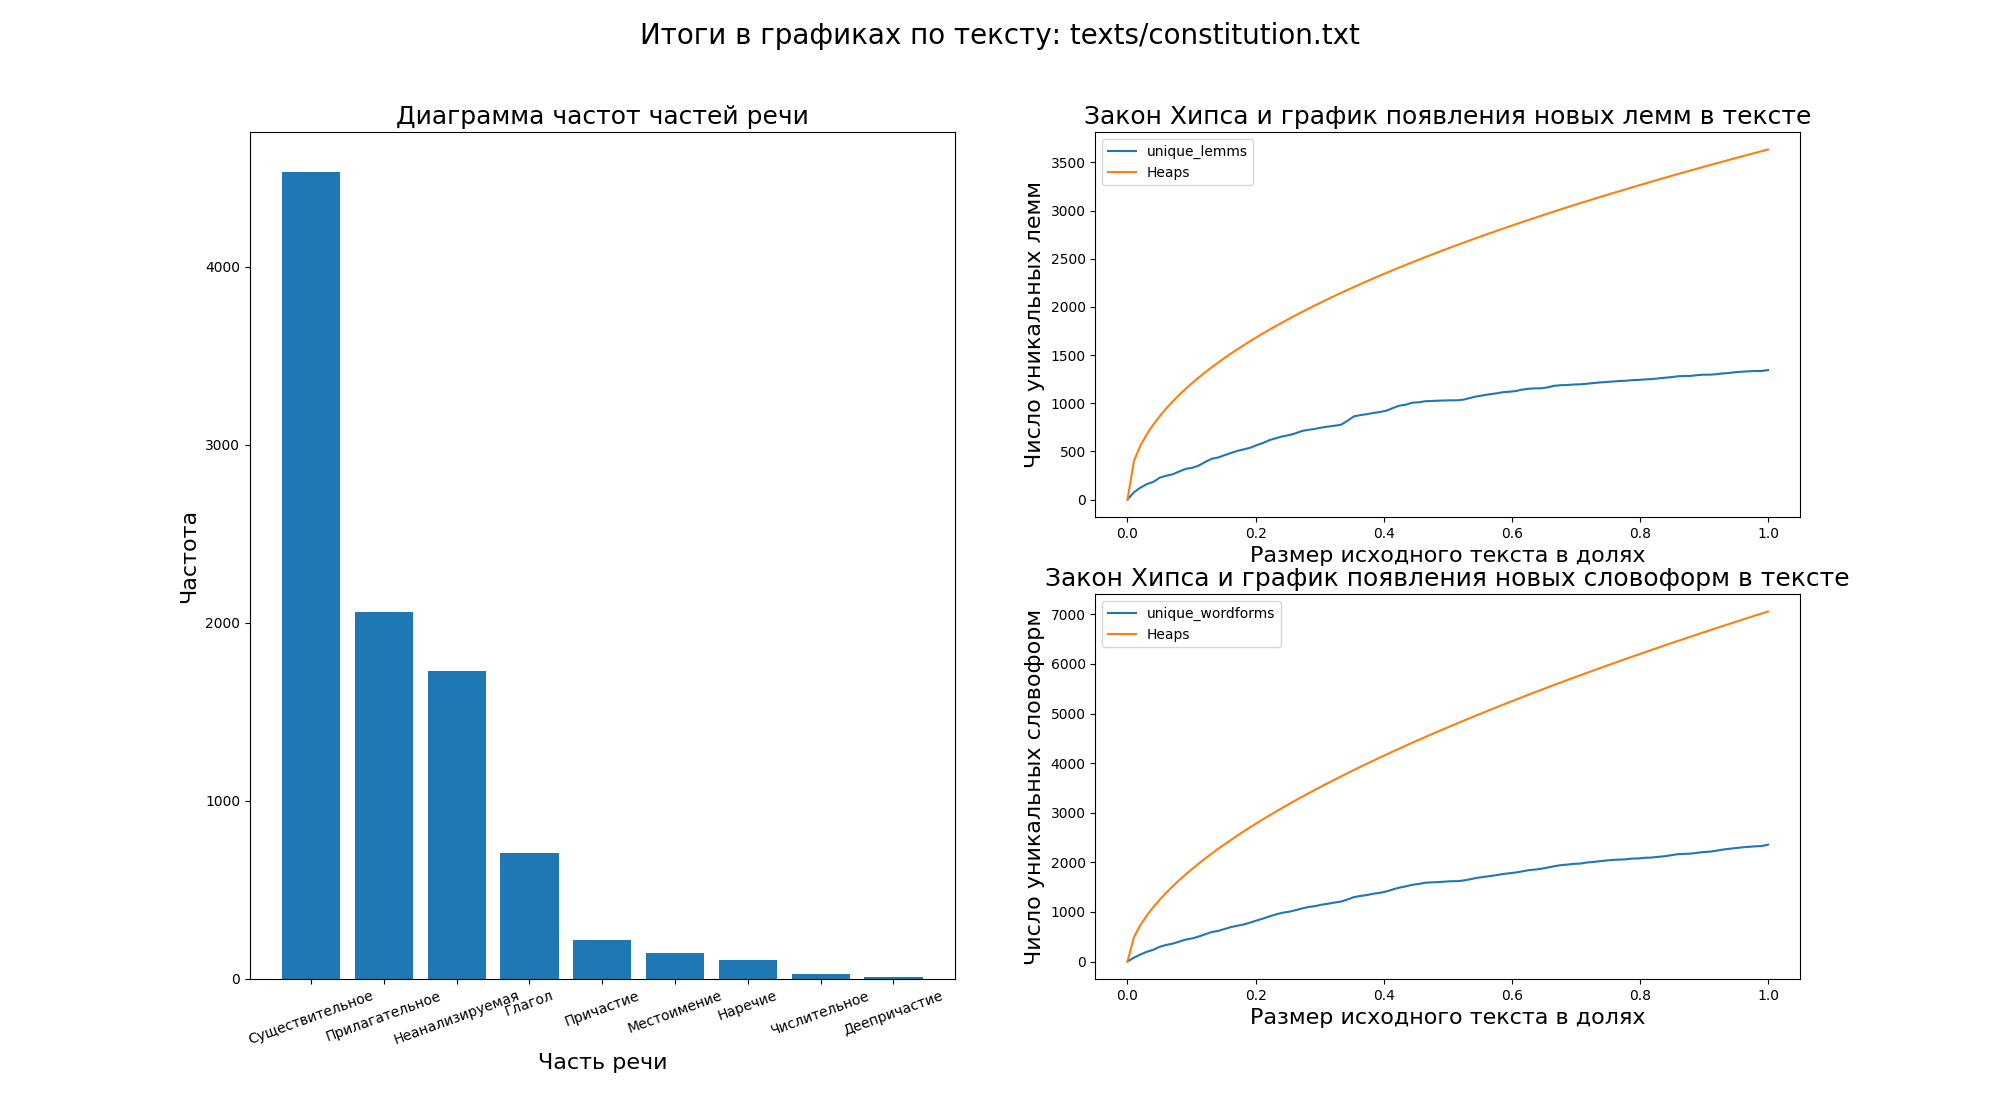 Итоги в графиках по тексту: texts/constitution.txt
Диаграмма частот частей речи
Частота
4000
3000
2000
1000
0
Существительное
Прилагательное
Неанализируемая
Глагол
Причастие
Местоимение
Наречие
Числительное
Деепричастие
Часть речи
Закон Хипса и график появления новых лемм в тексте
unique_lemms
Heaps
Число уникальных лемм
3500
3000
2500
2000
1500
1000
500
0
0.0 0.2 0.4 0.6 0.8 1.0
Размер исходного текста в долях
Закон Хипса и график появления новых словоформ в тексте
unique_wordforms
Heaps
Число уникальных словоформ
7000
6000
5000
4000
3000
2000
1000
0
0.0 0.2 0.4 0.6 0.8 1.0
Размер исходного текста в долях